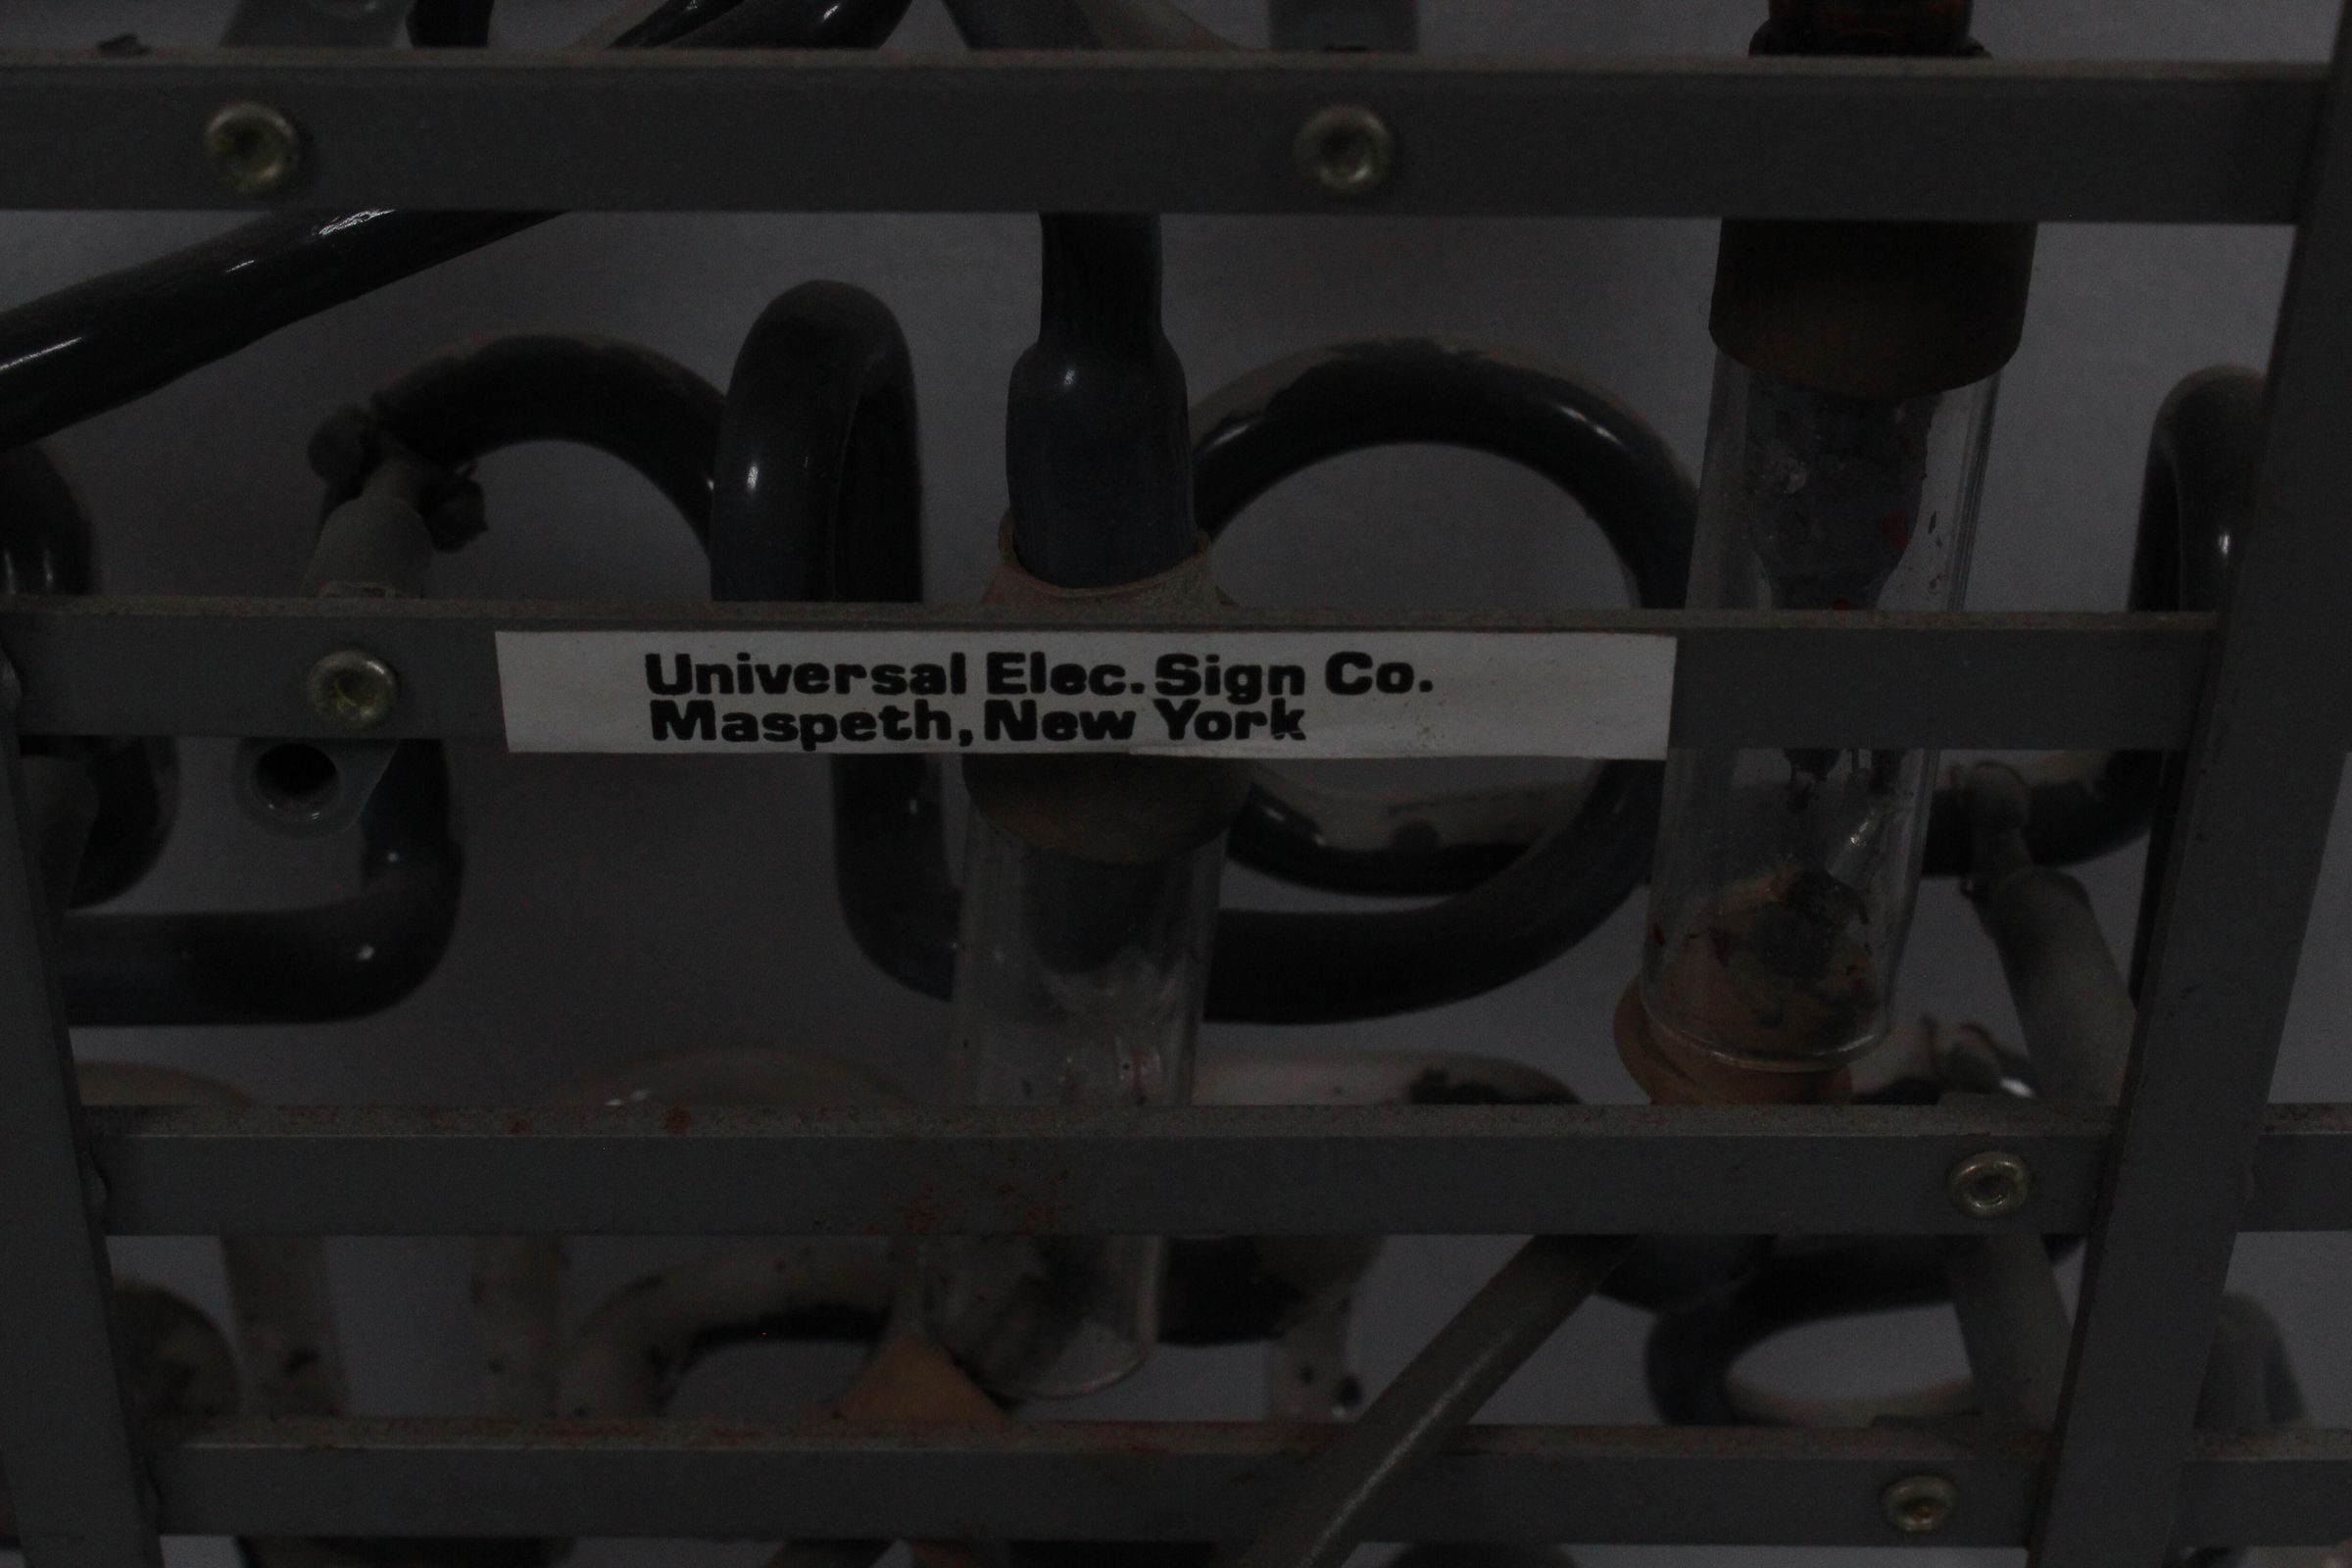 Universal Elec. Sign Co.
Maspeth, New York